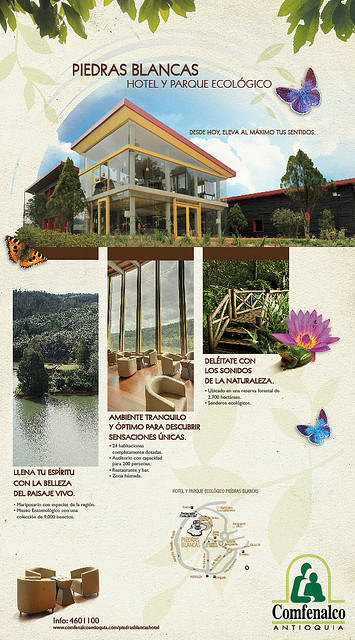 PIEDRAS BLANCAS
HOTEL Y PARQUE ECOLÓGICO
DESDE HOY, ELEVA AL MÁXIMO TUS SENTIDOS.
DELÉITATE CON
LOS SONIDOS
DE LA NATURALEZA.
• Ubicado en una reserva forestal de
2.700 hectáreas.
• Senderos ecológicos.
AMBIENTE TRANQUILO
Y ÓPTIMO PARA DESCUBRIR
SENSACIONES ÚNICAS.
• 24 habitaciones
completamente dotadas.
• Auditorio con capacidad
para 200 personas.
• Restaurante y bar.
• Zona húmeda.
LLENA TU ESPÍRITU
CON LA BELLEZA
DEL PAISAJE VIVO.
• Mariposario con especies de la región.
• Museo Entomológico con una
colección de 9.000 insectos.
HOTEL Y PARQUE ECOLÓGICO PIEDRAS BLANCAS
PIEDRAS
BLANCAS
Info: 4601100
www.comfenalcoantioquia.com/piedrasblancashotel
Comfenalco
ANTIOQUIA